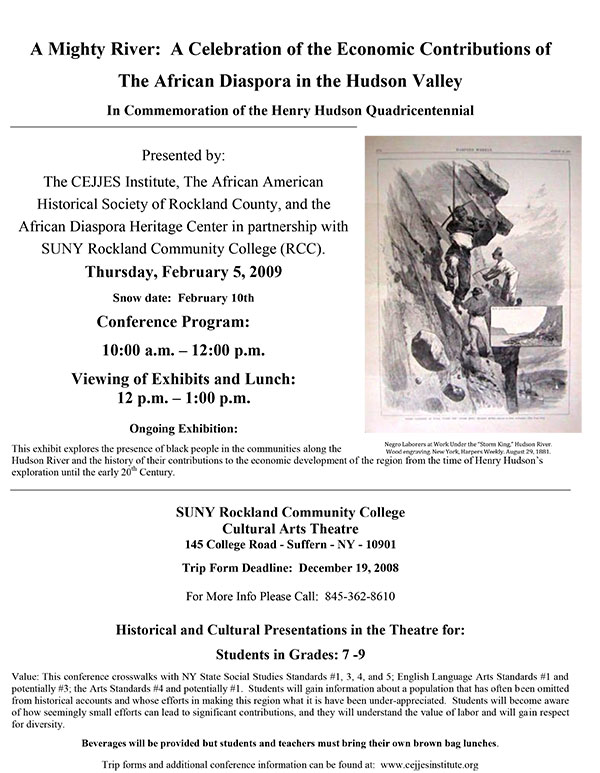 A Mighty River: A Celebration of the Economic Contributions of
The African Diaspora in the Hudson Valley
In Commemoration of the Henry Hudson Quadricentennial
Presented by:
The CEJJES Institute, The African American
Historical Society of Rockland County, and the
African Diaspora Heritage Center in partnership with
SUNY Rockland Community College (RCC).
Thursday, February 5, 2009
Snow date: February 10th
Conference Program:
10:00 a.m. – 12:00 p.m.
Viewing of Exhibits and Lunch:
12 p.m. – 1:00 p.m.
Ongoing Exhibition:
HARPER'S WEEKLY.
Negro Laborers at Work Under the "Storm King," Hudson River.
Wood engraving. New York, Harpers Weekly. August 29, 1881.
This exhibit explores the presence of black people in the communities along the
Hudson River and the history of their contributions to the economic development of the region from the time of Henry Hudson's
exploration until the early 20th Century.
SUNY Rockland Community College
Cultural Arts Theatre
145 College Road - Suffern - NY - 10901
Trip Form Deadline: December 19, 2008
For More Info Please Call: 845-362-8610
Historical and Cultural Presentations in the Theatre for:
Students in Grades: 7 -9
Value: This conference crosswalks with NY State Social Studies Standards #1, 3, 4, and 5; English Language Arts Standards #1 and
potentially #3; the Arts Standards #4 and potentially #1. Students will gain information about a population that has often been omitted
from historical accounts and whose efforts in making this region what it is have been under-appreciated. Students will become aware
of how seemingly small efforts can lead to significant contributions, and they will understand the value of labor and will gain respect
for diversity.
Beverages will be provided but students and teachers must bring their own brown bag lunches.
Trip forms and additional conference information can be found at: www.cejjesinstitute.org